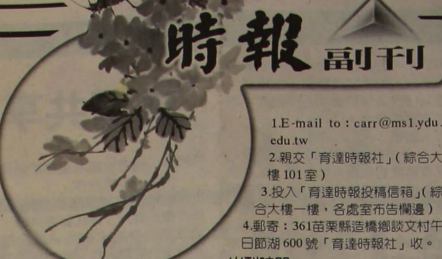 時報 副刊
1.E-mail to：carr@ms1.ydu.
edu.tw
2.親交「育達時報社」(綜合大
樓101室)
3.投入「育達時報投稿信箱」(綜
合大樓一樓，各處室布告欄邊)
4.郵寄：361苗栗縣造橋鄉談文村午
日節湖600號「育達時報社」收。